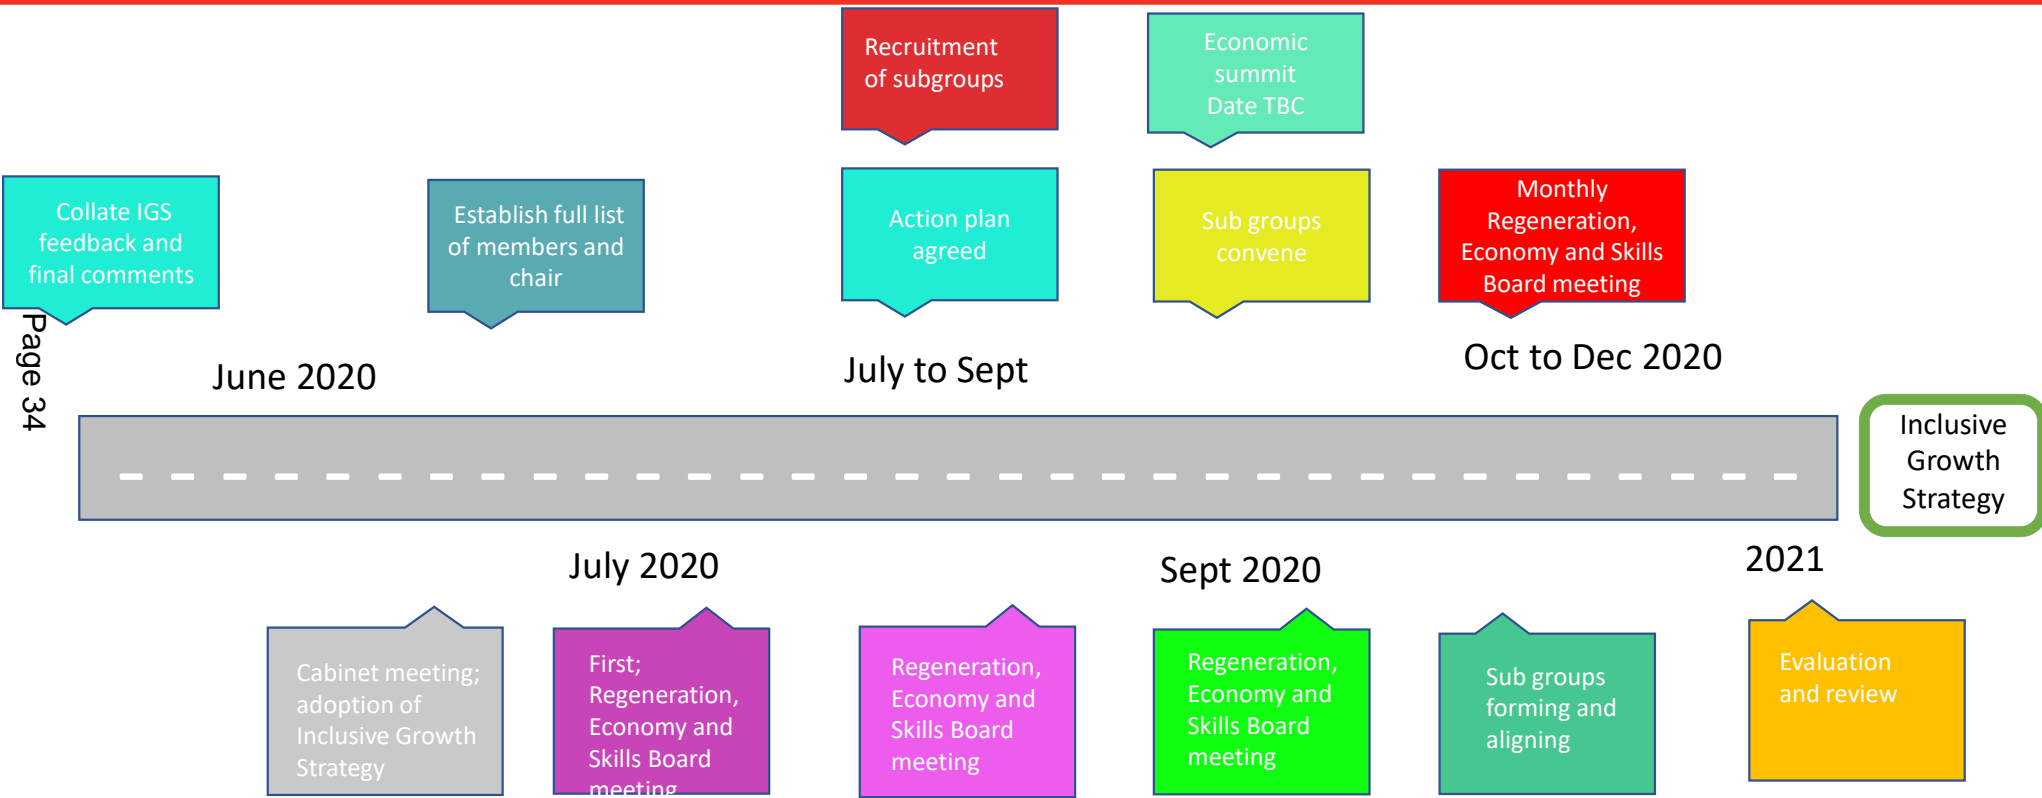 Recruitment
of subgroups
Economic
summit
Date TBC
Collate IGS
feedback and
final comments
Establish full list
of members and
chair
Action plan
agreed
Sub groups
convene
Monthly
Regeneration,
Economy and Skills
Board meeting
Page 34
June 2020
July to Sept
Oct to Dec 2020
Inclusive
Growth
Strategy
July 2020
Sept 2020
2021
Cabinet meeting;
adoption of
Inclusive Growth
Strategy
First;
Regeneration,
Economy and
Skills Board
meeting
Regeneration,
Economy and
Skills Board
meeting
Regeneration,
Economy and
Skills Board
meeting
Sub groups
forming and
aligning
Evaluation
and review